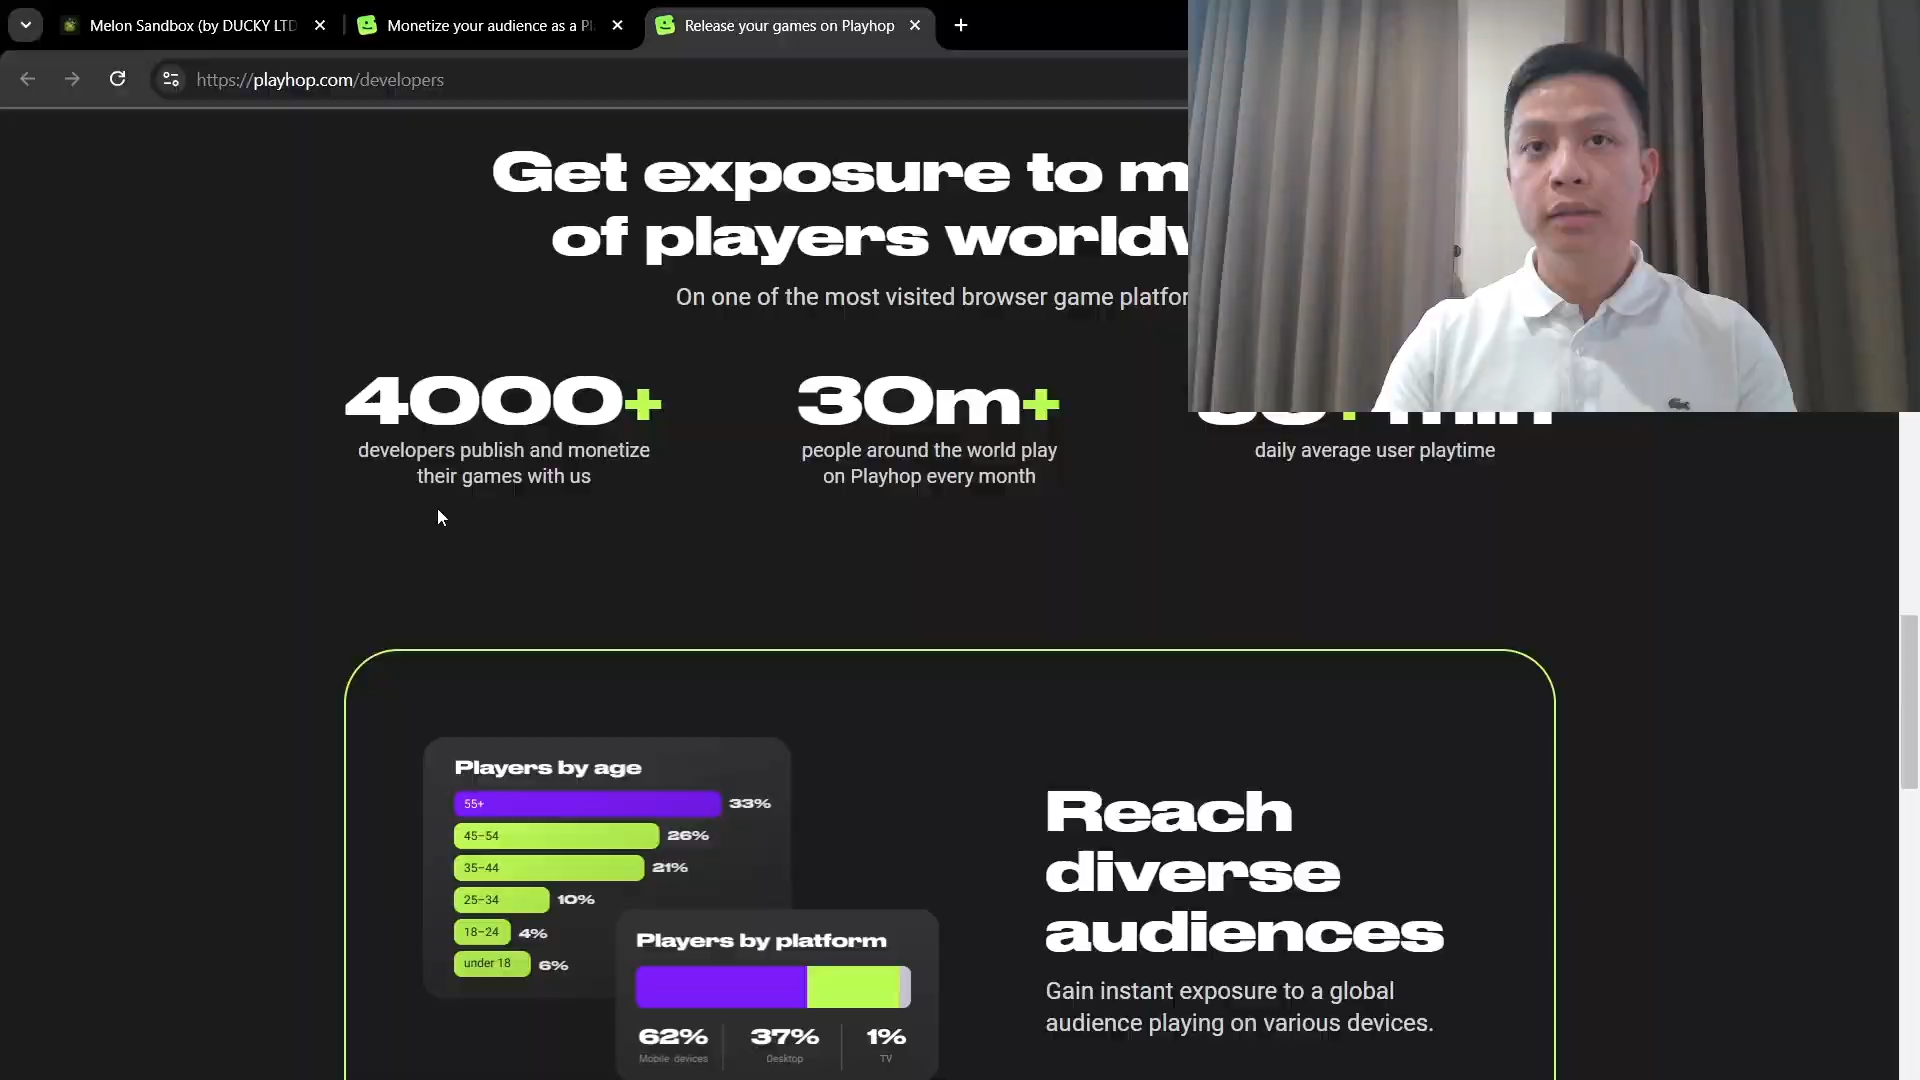 Melon Sandbox (by DUCKY LTD
Monetize your audience as a Pl
Release your games on Playhop
https://playhop.com/developers
Get exposure to m
of players world
On one of the most visited browser game platfor
4000+
developers publish and monetize
their games with us
30m+
people around the world play
on Playhop every month
daily average user playtime
Players by age
55+ 33%
45–54 26%
35–44 21%
25–34 10%
18–24 4%
under 18 6%
Players by platform
62% 37% 1%
Mobile devices Desktop TV
Reach
diverse
audiences
Gain instant exposure to a global
audience playing on various devices.